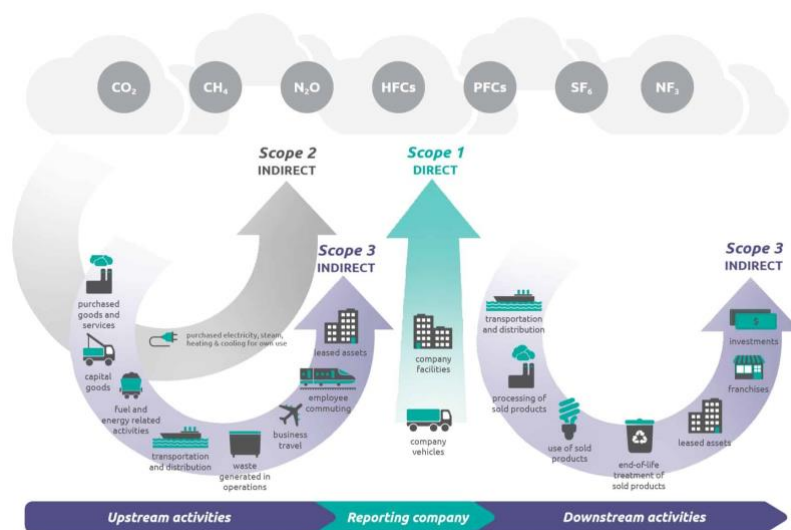 CO₂
CH₄
N₂O
HFCs
PFCs
SF₆
NF₃
Scope 2
INDIRECT
Scope 1
DIRECT
Scope 3
INDIRECT
Scope 3
INDIRECT
purchased
goods and
services
purchased electricity, steam,
heating & cooling for own use
capital
goods
fuel and
energy related
activities
transportation
and distribution
waste
generated in
operations
business
travel
employee
commuting
leased assets
company
facilities
company
vehicles
transportation
and distribution
processing of
sold products
use of sold
products
end-of-life
treatment of
sold products
leased assets
franchises
$
investments
Upstream activities
Reporting company
Downstream activities